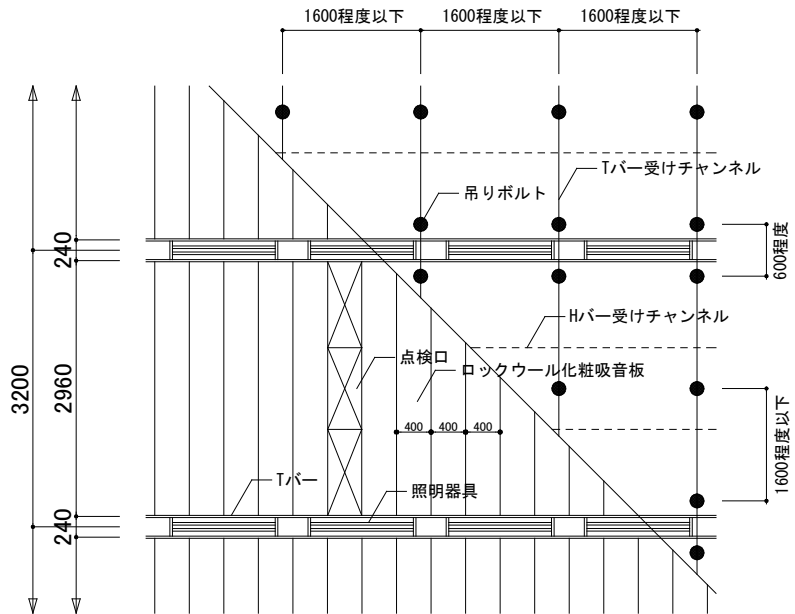 1600程度以下
1600程度以下
1600程度以下
Tバー受けチャンネル
吊りボルト
240
600程度
Hバー受けチャンネル
点検口
ロックウール化粧吸音板
3200
2960
400
400
400
1600程度以下
Tバー
照明器具
240